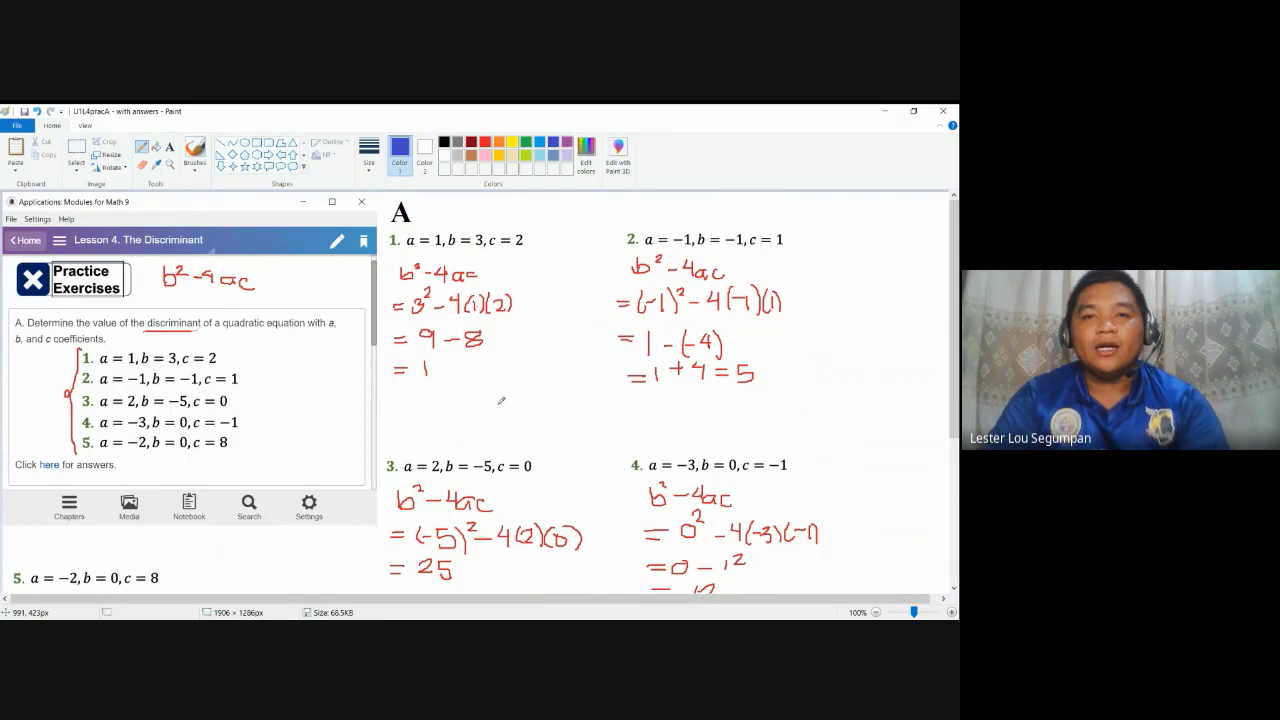 U1L4pracA - with answers - Paint
File
Home
View
Paste
Cut
Copy
Clipboard
Select
Crop
Resize
Rotate
Image
Tools
Brushes
Shapes
Outline
Fill
Size
Color 1
Color 2
Edit colors
Colors
Edit with Paint 3D
Applications: Modules for Math 9
File Settings Help
Home
Lesson 4. The Discriminant
Practice Exercises
b² - 4ac
A. Determine the value of the discriminant of a quadratic equation with a,
b, and c coefficients.
1. a = 1, b = 3, c = 2
2. a = −1, b = −1, c = 1
3. a = 2, b = −5, c = 0
4. a = −3, b = 0, c = −1
5. a = −2, b = 0, c = 8
Click here for answers.
Chapters
Media
Notebook
Search
Settings
A
1. a = 1, b = 3, c = 2
b² - 4ac
= 3² - 4(1)(2)
= 9 - 8
= 1
2. a = −1, b = −1, c = 1
b² - 4ac
= (-1)² - 4(-1)(1)
= 1 - (-4)
= 1 + 4 = 5
3. a = 2, b = −5, c = 0
b² - 4ac
= (-5)² - 4(2)(0)
= 25
4. a = −3, b = 0, c = −1
b² - 4ac
= 0² - 4(-3)(-1)
= 0 - 12
5. a = −2, b = 0, c = 8
991, 423px
1906 × 1286px
Size: 68.5KB
100%
Lester Lou Segumpan